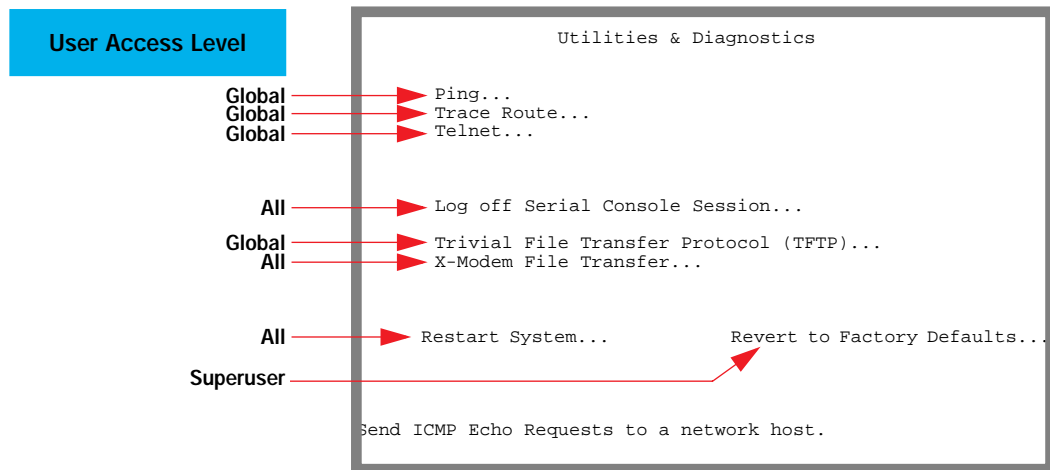 User Access Level
Utilities & Diagnostics
Global Ping...
Global Trace Route...
Global Telnet...
All Log off Serial Console Session...
Global Trivial File Transfer Protocol (TFTP)...
All X-Modem File Transfer...
All Restart System... Revert to Factory Defaults...
Superuser
Send ICMP Echo Requests to a network host.